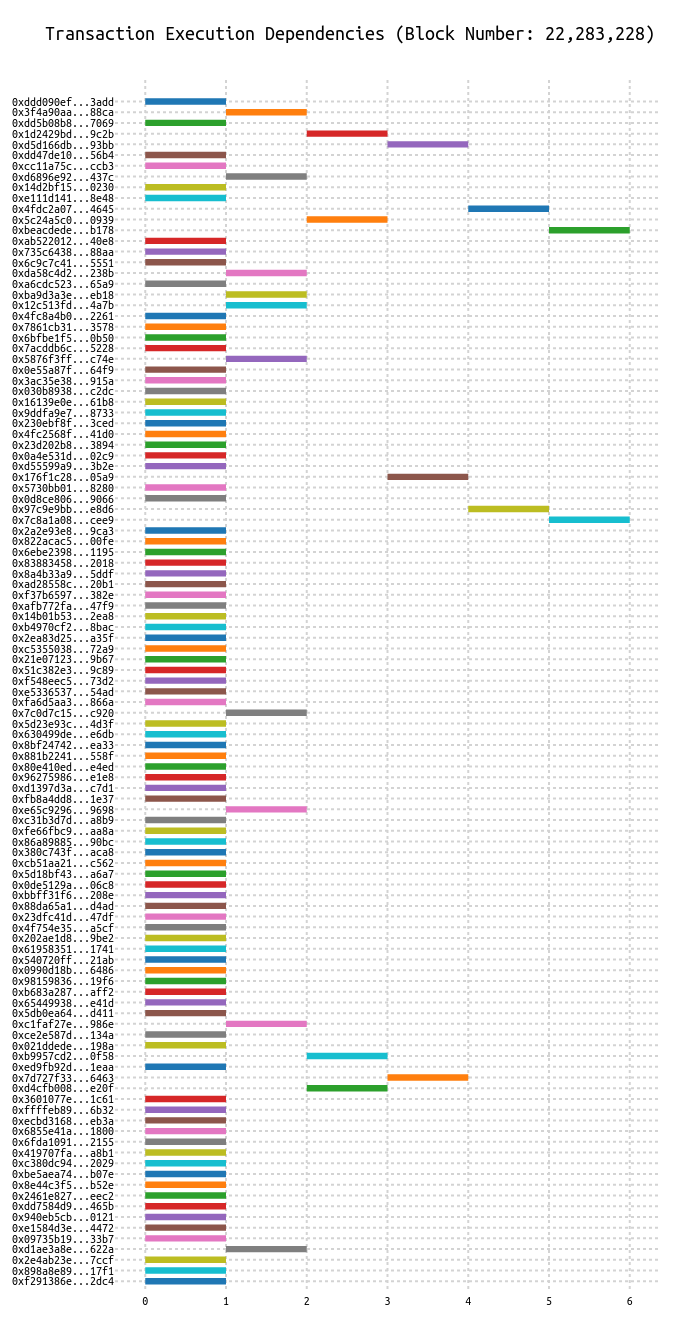 Transaction Execution Dependencies (Block Number: 22,283,228)
0xddd090ef...3add
0x3f4a90aa...88ca
0xdd5b08b8...7069
0x1d2429bd...9c2b
0xd5d166db...93bb
0xdd47de10...56b4
0xcc11a75c...ccb3
0xd6896e92...437c
0x14d2bf15...0230
0xe111d141...8e48
0x4fdc2a07...4645
0x5c24a5c0...0939
0xbeacdede...b178
0xab522012...40e8
0x735c6438...88aa
0x6c9c7c41...5551
0xda58c4d2...238b
0xa6cdc523...65a9
0xba9d3a3e...eb18
0x12c513fd...4a7b
0x4fc8a4b0...2261
0x7861cb31...3578
0x6bfbe1f5...0b50
0x7acddb6c...5228
0x5876f3ff...c74e
0x0e55a87f...64f9
0x3ac35e38...915a
0x030b8938...c2dc
0x16139e0e...61b8
0x9ddfa9e7...8733
0x230ebf8f...3ced
0x4fc2568f...41d0
0x23d202b8...3894
0x0a4e531d...02c9
0xd55599a9...3b2e
0x176f1c28...05a9
0x5730bb01...8280
0x0d8ce806...9066
0x97c9e9bb...e8d6
0x7c8a1a08...cee9
0x2a2e93e8...9ca3
0x822acac5...00fe
0x6ebe2398...1195
0x83883458...2018
0x8a4b33a9...5ddf
0xad28558c...20b1
0xf37b6597...382e
0xafb772fa...47f9
0x14b01b53...2ea8
0xb4970cf2...8bac
0x2ea83d25...a35f
0xc5355038...72a9
0x21e07123...9b67
0x51c382e3...9c89
0xf548eec5...73d2
0xe5336537...54ad
0xfa6d5aa3...866a
0x7c0d7c15...c920
0x5d23e93c...4d3f
0x630499de...e6db
0x8bf24742...ea33
0x881b2241...558f
0x80e410ed...e4ed
0x96275986...e1e8
0xd1397d3a...c7d1
0xfb8a4dd8...1e37
0xe65c9296...9698
0xc31b3d7d...a8b9
0xfe66fbc9...aa8a
0x86a89885...90bc
0x380c743f...aca8
0xcb51aa21...c562
0x5d18bf43...a6a7
0x0de5129a...06c8
0xbbff31f6...208e
0x88da65a1...d4ad
0x23dfc41d...47df
0x4f754e35...a5cf
0x202ae1d8...9be2
0x61958351...1741
0x540720ff...21ab
0x0990d18b...6486
0x98159836...19f6
0xb683a287...aff2
0x65449938...e41d
0x5db0ea64...d411
0xc1faf27e...986e
0xce2e587d...134a
0x021ddede...198a
0xb9957cd2...0f58
0xed9fb92d...1eaa
0x7d727f33...6463
0xd4cfb008...e20f
0x3601077e...1c61
0xffffeb89...6b32
0xecbd3168...eb3a
0x6855e41a...1800
0x6fda1091...2155
0x419707fa...a8b1
0xc380dc94...2029
0xbe5aea74...b07e
0x8e44c3f5...b52e
0x2461e827...eec2
0xdd7584d9...465b
0x940eb5cb...0121
0xe1584d3e...4472
0x09735b19...33b7
0xd1ae3a8e...622a
0x2e4ab23e...7ccf
0x898a8e89...17f1
0xf291386e...2dc4
0 1 2 3 4 5 6